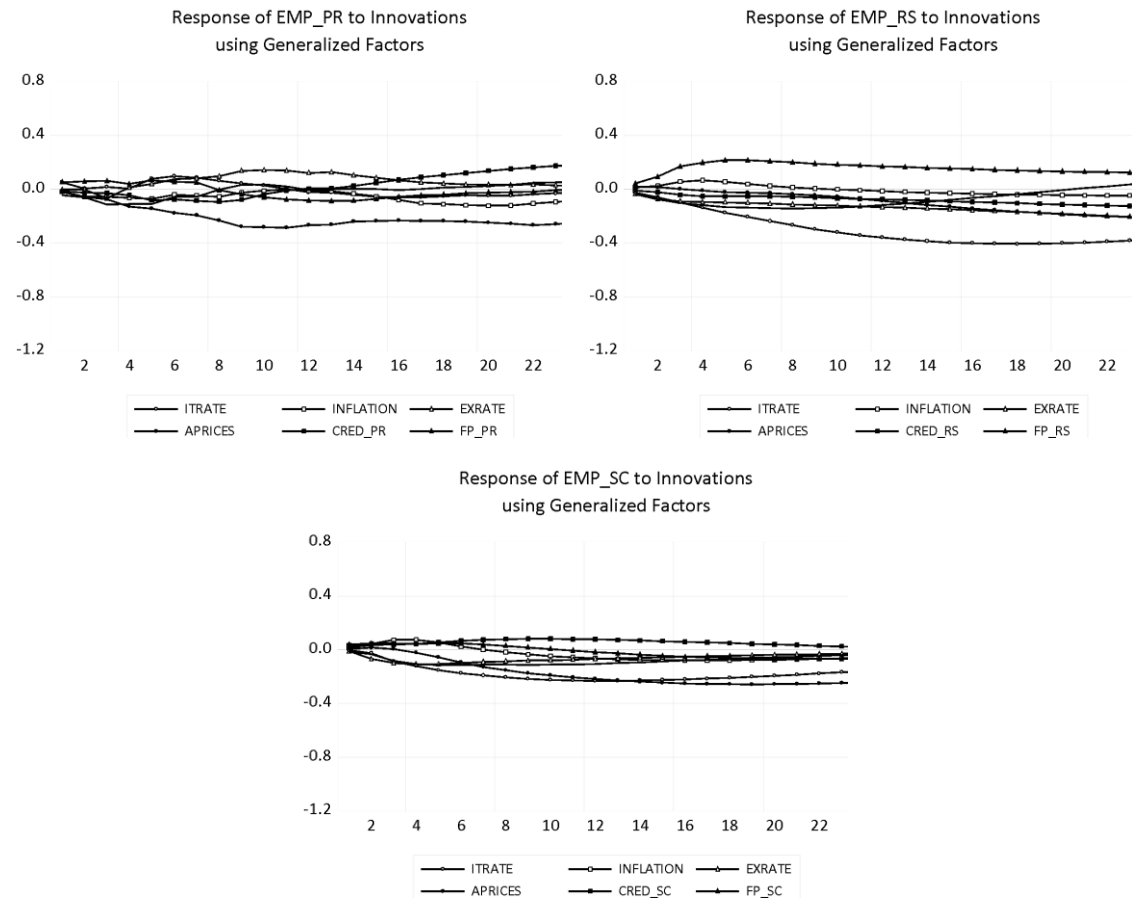 Response of EMP_PR to Innovations
using Generalized Factors
0.8
0.4
0.0
-0.4
-0.8
-1.2
2 4 6 8 10 12 14 16 18 20 22
ITRATE INFLATION EXRATE
APRICES CRED_PR FP_PR
Response of EMP_RS to Innovations
using Generalized Factors
0.8
0.4
0.0
-0.4
-0.8
-1.2
2 4 6 8 10 12 14 16 18 20 22
ITRATE INFLATION EXRATE
APRICES CRED_RS FP_RS
Response of EMP_SC to Innovations
using Generalized Factors
0.8
0.4
0.0
-0.4
-0.8
-1.2
2 4 6 8 10 12 14 16 18 20 22
ITRATE INFLATION EXRATE
APRICES CRED_SC FP_SC